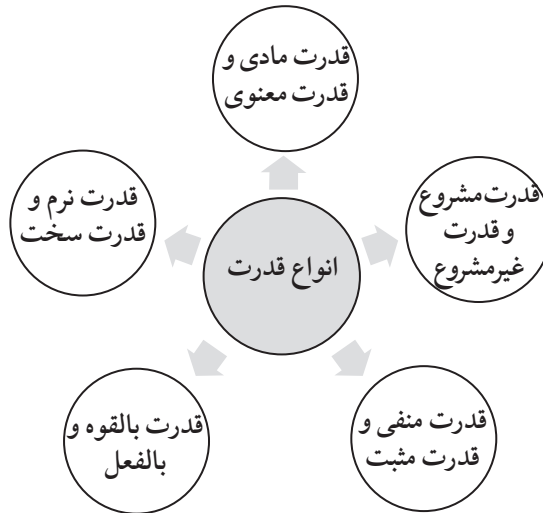 قدرت مادی و
قدرت معنوی
قدرت مشروع
و قدرت
غیرمشروع
قدرت نرم و
قدرت سخت
انواع قدرت
قدرت منفی و
قدرت مثبت
قدرت بالقوه و
بالفعل